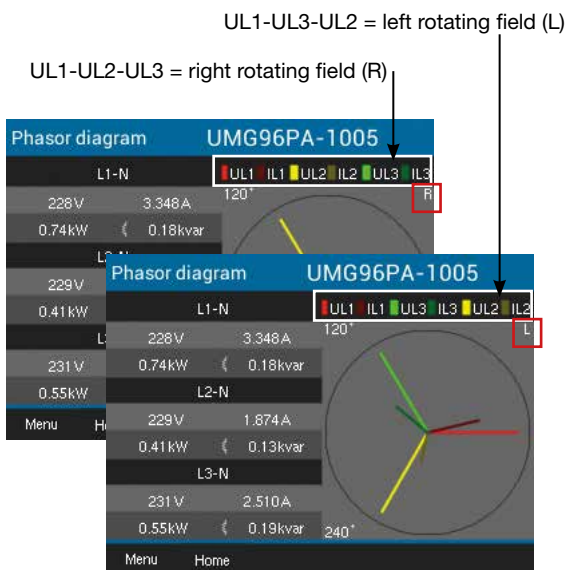 UL1-UL3-UL2 = left rotating field (L)
UL1-UL2-UL3 = right rotating field (R)
Phasor diagram UMG96PA-1005
L1-N UL1 IL1 UL2 IL2 UL3 IL3
228V 3.348A 120° R
0.74kW 0.18kvar
229V
0.41kW
231V
0.55kW
Menu
Phasor diagram UMG96PA-1005
L1-N UL1 IL1 UL3 IL3 UL2 IL2
228V 3.348A 120° L
0.74kW 0.18kvar
L2-N
229V 1.874A
0.41kW 0.13kvar
L3-N
231V 2.510A
0.55kW 0.19kvar 240°
Menu Home